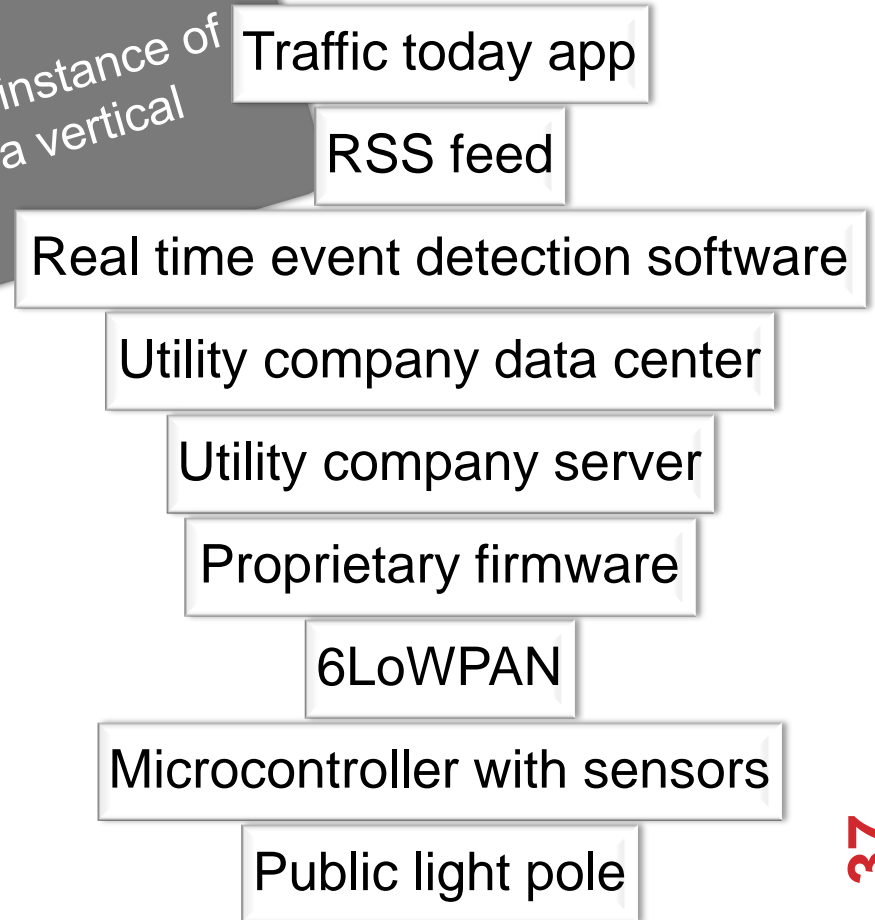 instance of
a vertical
Traffic today app
RSS feed
Real time event detection software
Utility company data center
Utility company server
Proprietary firmware
6LoWPAN
Microcontroller with sensors
Public light pole
37